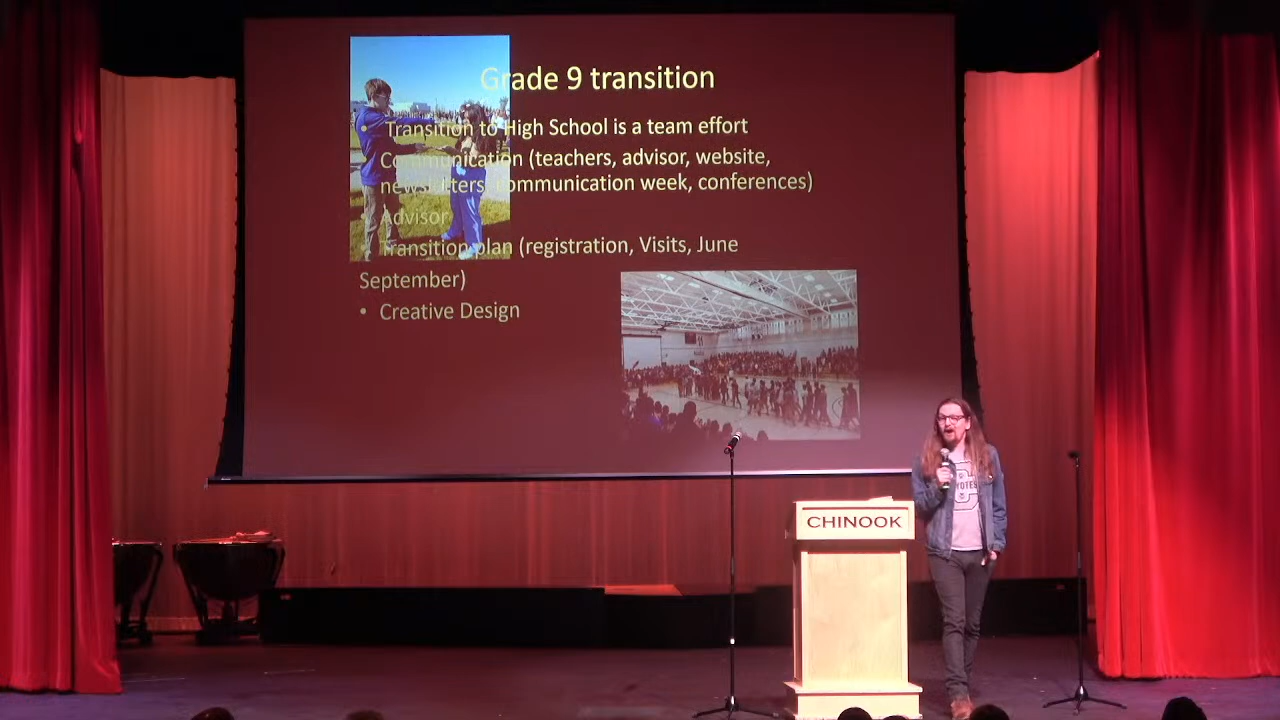 Grade 9 transition
• Transition to High School is a team effort
Communication (teachers, advisor, website,
newsletters, communication week, conferences)
Advisor
• Transition plan (registration, Visits, June
September)
• Creative Design
CHINOOK
YOTES